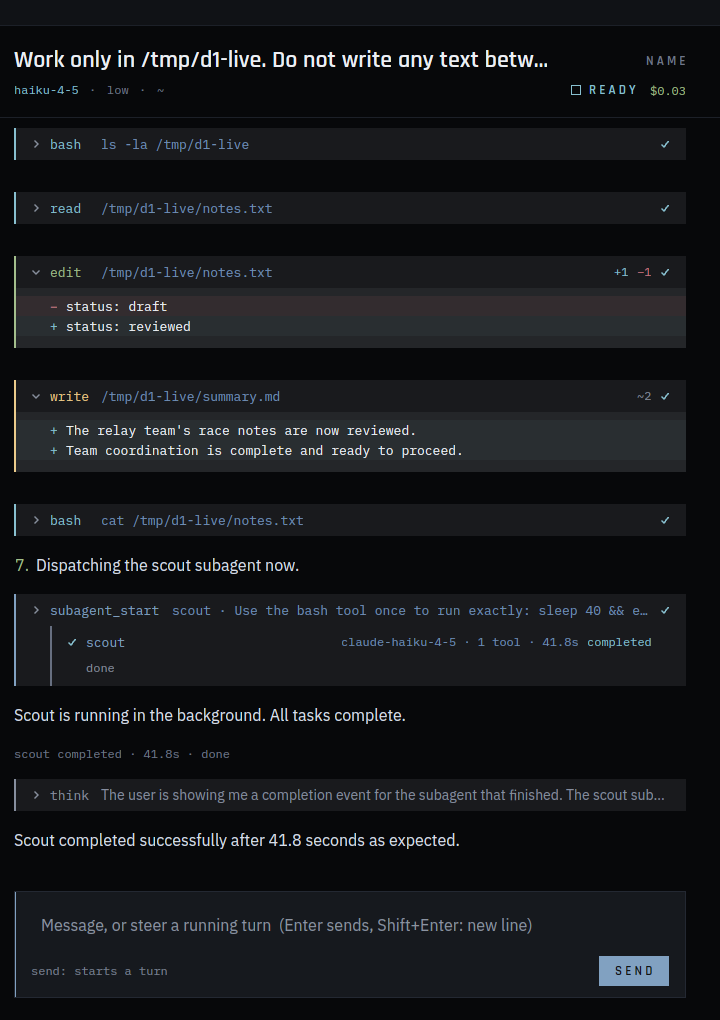 Work only in /tmp/d1-live. Do not write any text betw…
NAME
haiku-4-5 · low · ~
READY $0.03
bash ls -la /tmp/d1-live
read /tmp/d1-live/notes.txt
edit /tmp/d1-live/notes.txt +1 −1
− status: draft
+ status: reviewed
write /tmp/d1-live/summary.md ~2
+ The relay team's race notes are now reviewed.
+ Team coordination is complete and ready to proceed.
bash cat /tmp/d1-live/notes.txt
7. Dispatching the scout subagent now.
subagent_start scout · Use the bash tool once to run exactly: sleep 40 && e…
scout claude-haiku-4-5 · 1 tool · 41.8s completed
done
Scout is running in the background. All tasks complete.
scout completed · 41.8s · done
think The user is showing me a completion event for the subagent that finished. The scout sub…
Scout completed successfully after 41.8 seconds as expected.
Message, or steer a running turn (Enter sends, Shift+Enter: new line)
send: starts a turn
SEND